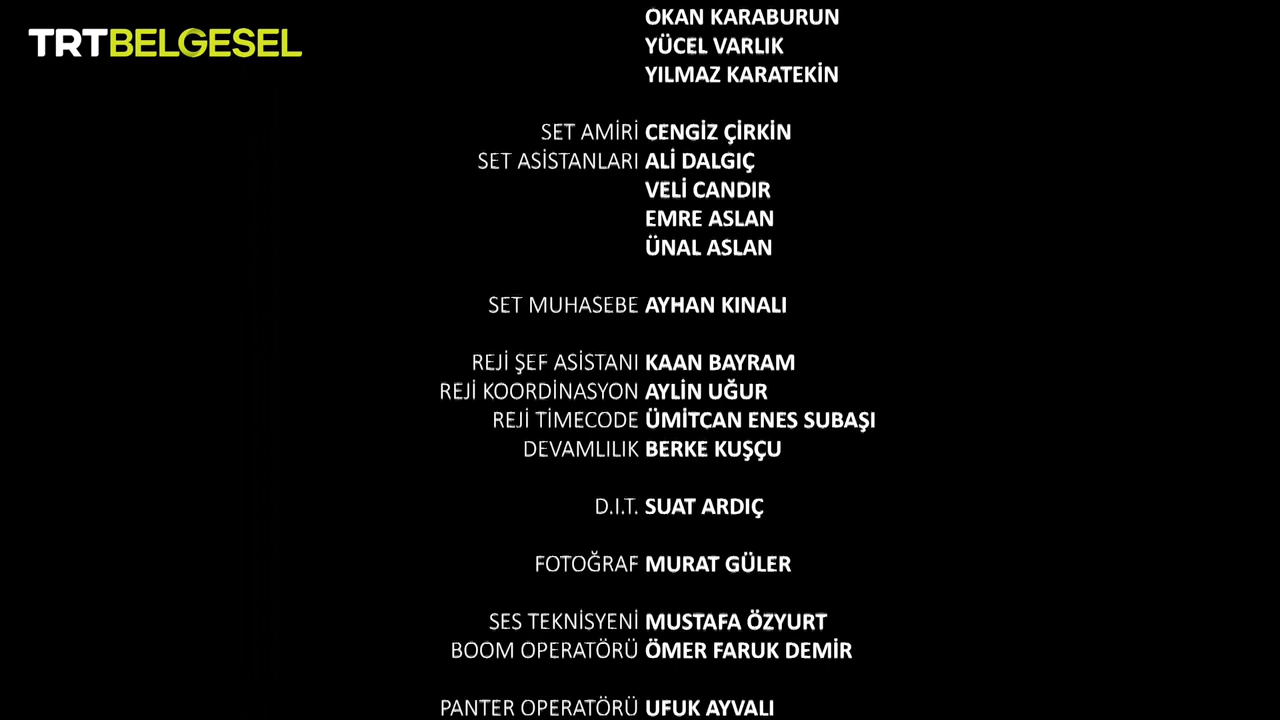 TRTBELGESEL
OKAN KARABURUN
YÜCEL VARLIK
YILMAZ KARATEKİN
SET AMİRİ CENGİZ ÇİRKİN
SET ASİSTANLARI ALİ DALGIÇ
VELİ CANDIR
EMRE ASLAN
ÜNAL ASLAN
SET MUHASEBE AYHAN KINALI
REJİ ŞEF ASİSTANI KAAN BAYRAM
REJİ KOORDİNASYON AYLİN UĞUR
REJİ TİMECODE ÜMİTCAN ENES SUBAŞI
DEVAMLILIK BERKE KUŞÇU
D.I.T. SUAT ARDIÇ
FOTOĞRAF MURAT GÜLER
SES TEKNİSYENİ MUSTAFA ÖZYURT
BOOM OPERATÖRÜ ÖMER FARUK DEMİR
PANTER OPERATÖRÜ UFUK AYVALI